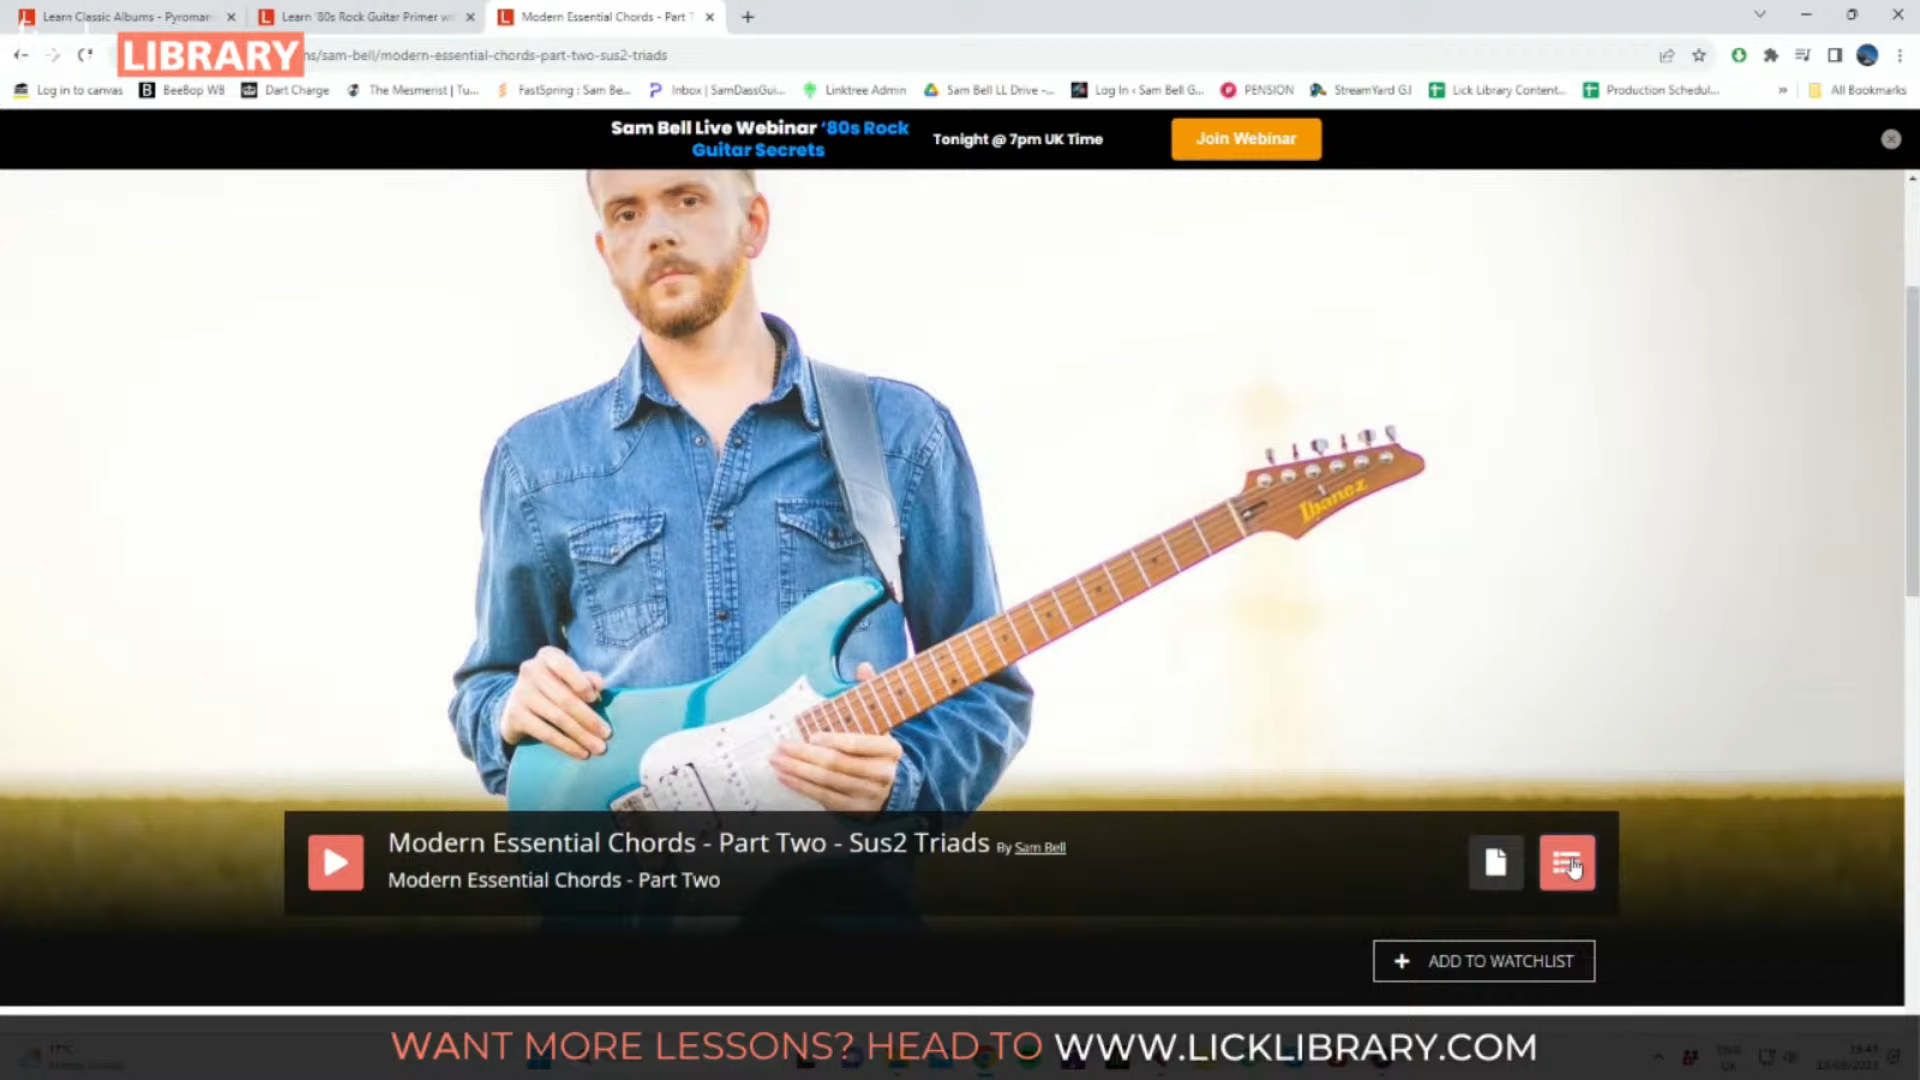 Learn Classic Albums - Pyroman
Learn '80s Rock Guitar Primer wi
Modern Essential Chords - Part T
LIBRARY
ns/sam-bell/modern-essential-chords-part-two-sus2-triads
Log in to canvas
BeeBop WB
Dart Charge
The Mesmerist | Tu...
FastSpring : Sam Be...
Inbox | SamDassGui...
Linktree Admin
Sam Bell LL Drive -...
Log In ‹ Sam Bell G...
PENSION
StreamYard GI
Lick Library Content...
Production Schedul...
»
All Bookmarks
Sam Bell Live Webinar '80s Rock
Guitar Secrets
Tonight @ 7pm UK Time
Join Webinar
Ibanez
Modern Essential Chords - Part Two - Sus2 Triads By Sam Bell
Modern Essential Chords - Part Two
+ ADD TO WATCHLIST
WANT MORE LESSONS? HEAD TO WWW.LICKLIBRARY.COM
17°C